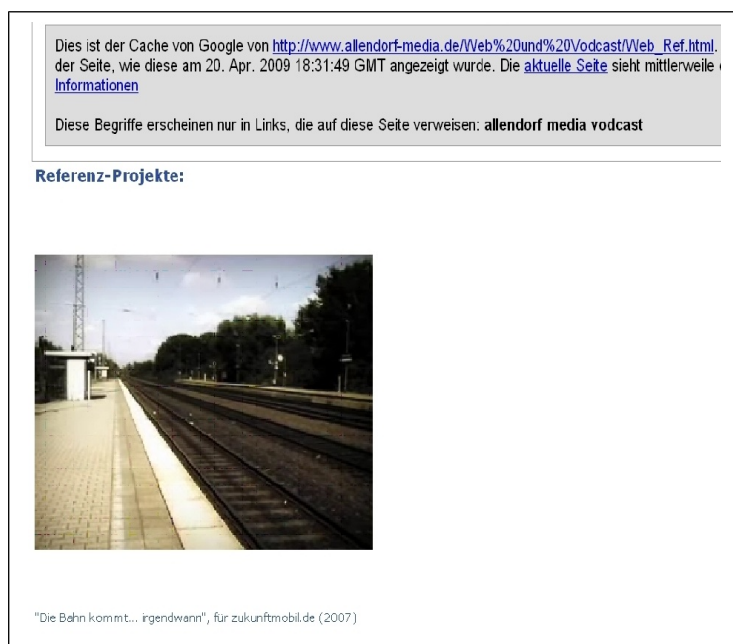 Dies ist der Cache von Google von http://www.allendorf-media.de/Web%20und%20Vodcast/Web_Ref.html.
der Seite, wie diese am 20. Apr. 2009 18:31:49 GMT angezeigt wurde. Die aktuelle Seite sieht mittlerweile
Informationen
Diese Begriffe erscheinen nur in Links, die auf diese Seite verweisen: allendorf media vodcast
Referenz-Projekte:
"Die Bahn kommt... irgendwann", für zukunftmobil.de (2007)